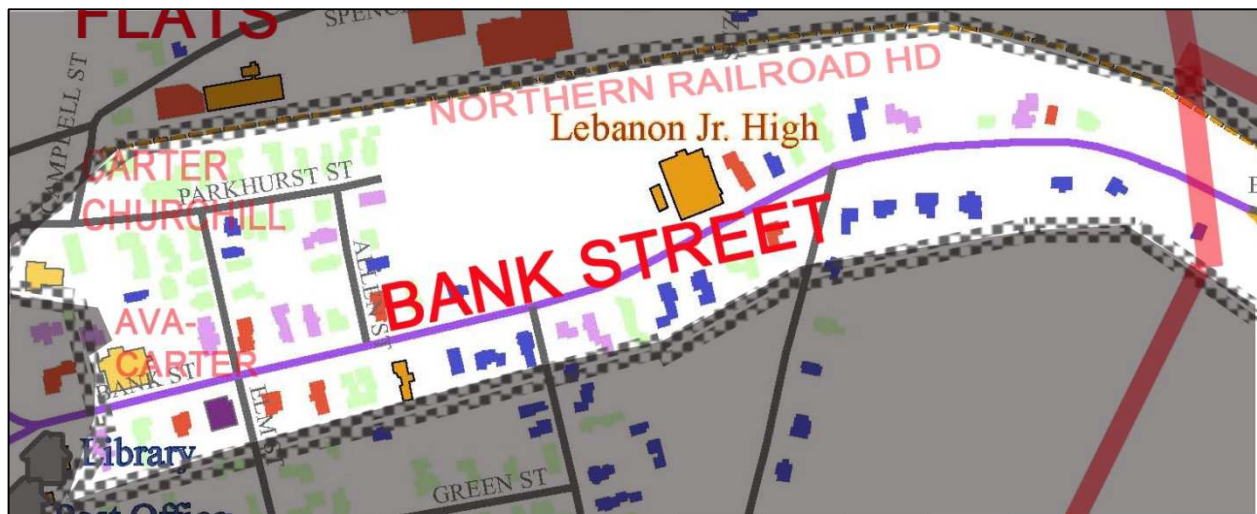 FLATS
CAMPBELL ST
NORTHERN RAILROAD HD
Lebanon Jr. High
CARTER
CHURCHILL
PARKHURST ST
BANK STREET
ALLEN ST
AVA-
CARTER
BANK ST
ELM ST
Library
GREEN ST
Post Office